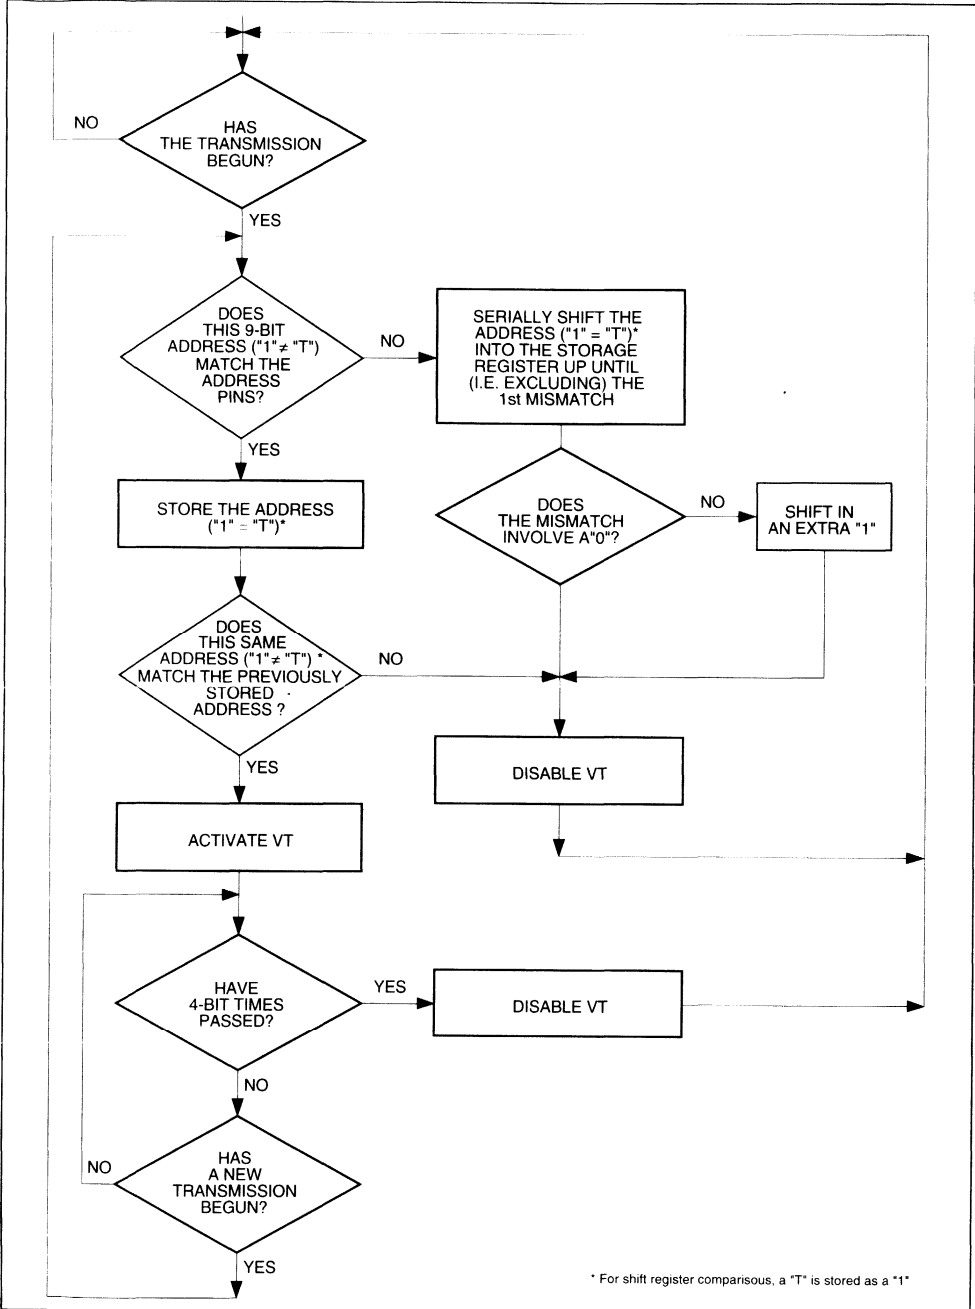 NO
HAS
THE TRANSMISSION
BEGUN?
YES
DOES
THIS 9-BIT
ADDRESS ("1"≠ "T")
MATCH THE
ADDRESS
PINS?
NO
SERIALLY SHIFT THE
ADDRESS ("1" = "T")*
INTO THE STORAGE
REGISTER UP UNTIL
(I.E. EXCLUDING) THE
1st MISMATCH
YES
STORE THE ADDRESS
("1" = "T")*
DOES
THE MISMATCH
INVOLVE A"0"?
NO
SHIFT IN
AN EXTRA "1"
DOES
THIS SAME
ADDRESS ("1"≠ "T") *
MATCH THE PREVIOUSLY
STORED
ADDRESS ?
NO
YES
DISABLE VT
ACTIVATE VT
HAVE
4-BIT TIMES
PASSED?
YES
DISABLE VT
NO
HAS
A NEW
TRANSMISSION
BEGUN?
NO
YES
* For shift register comparisous, a "T" is stored as a "1"